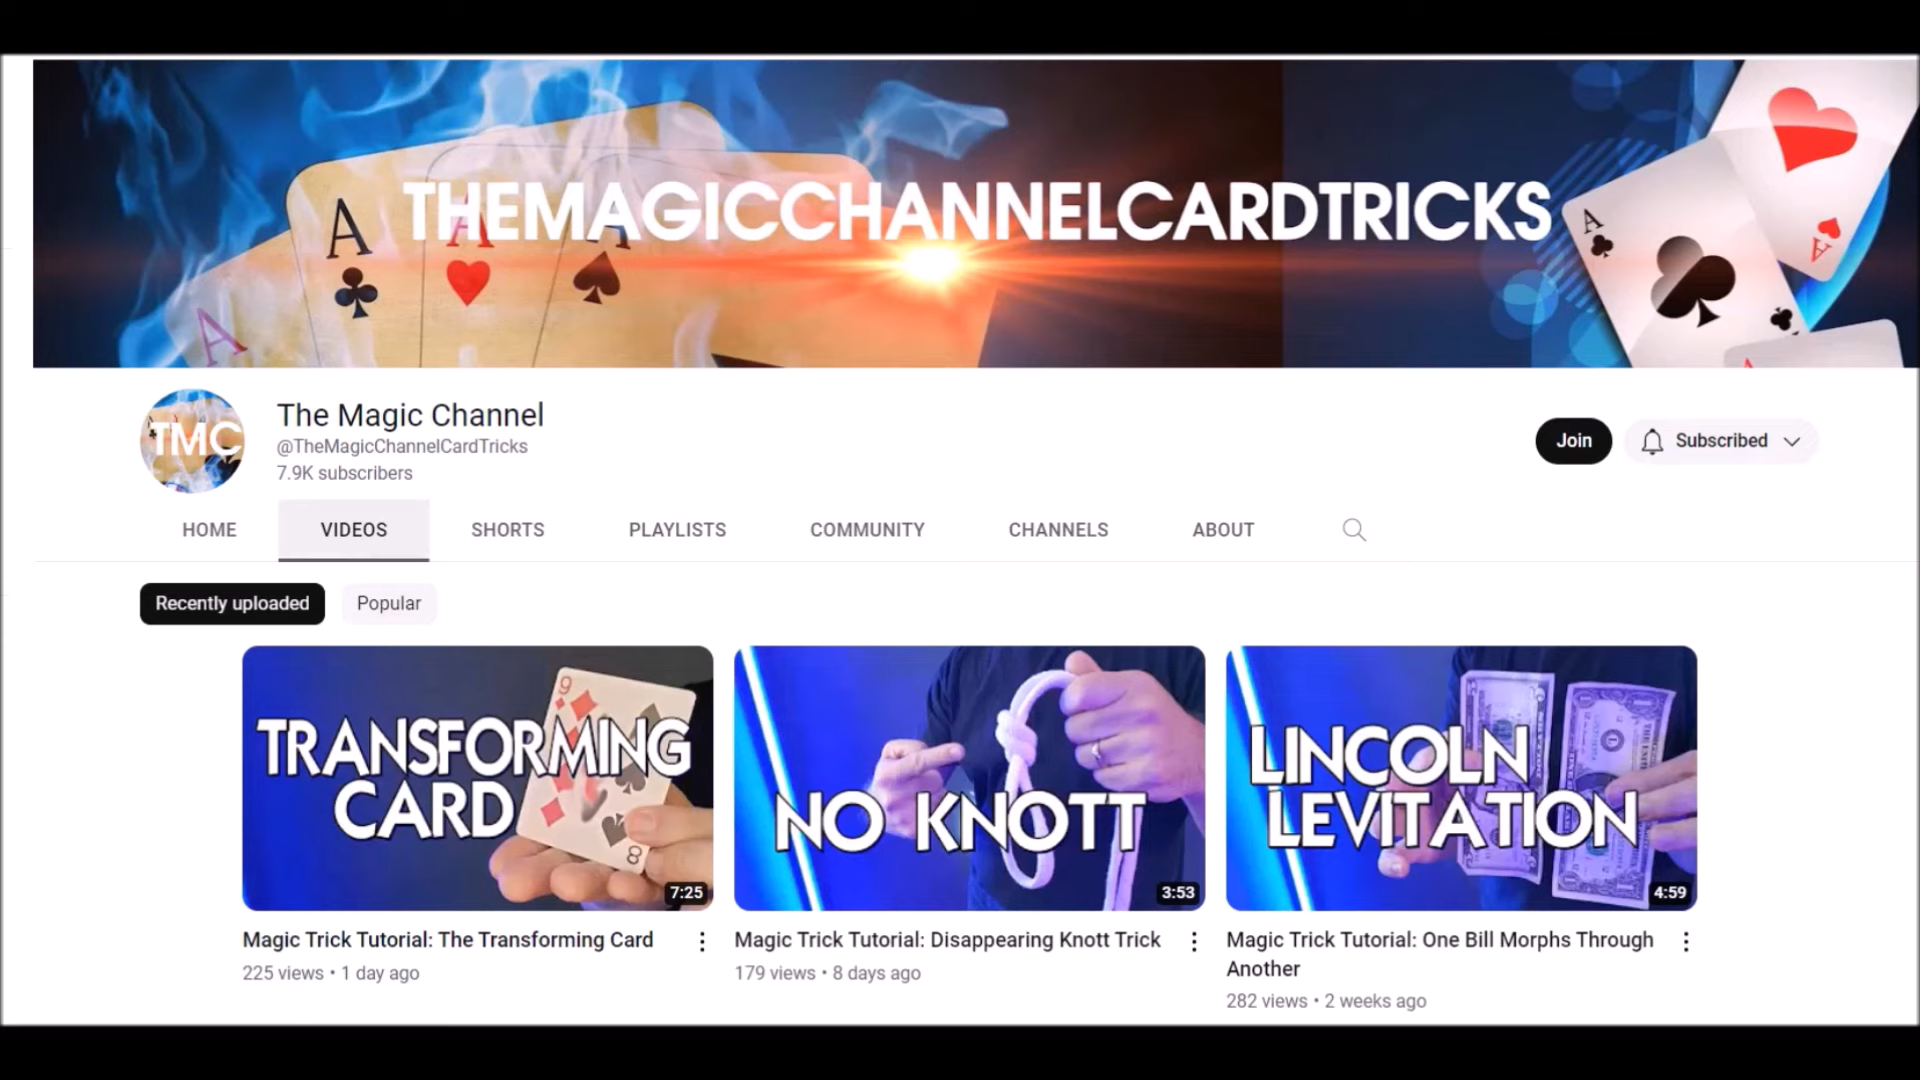 THEMAGICCHANNELCARDTRICKS
A
A
A
A
A
A
TMC
The Magic Channel
@TheMagicChannelCardTricks
7.9K subscribers
Join
Subscribed
HOME
VIDEOS
SHORTS
PLAYLISTS
COMMUNITY
CHANNELS
ABOUT
Recently uploaded
Popular
9
TRANSFORMING
CARD
8
7:25
NO KNOTT
3:53
LINCOLN
LEVITATION
4:59
Magic Trick Tutorial: The Transforming Card
225 views • 1 day ago
Magic Trick Tutorial: Disappearing Knott Trick
179 views • 8 days ago
Magic Trick Tutorial: One Bill Morphs Through
Another
282 views • 2 weeks ago